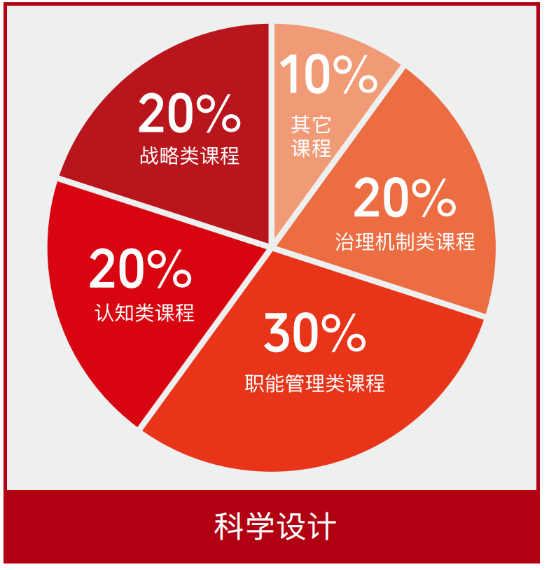 10%
其它
课程
20%
战略类课程
20%
治理机制类课程
20%
认知类课程
30%
职能管理类课程
科学设计